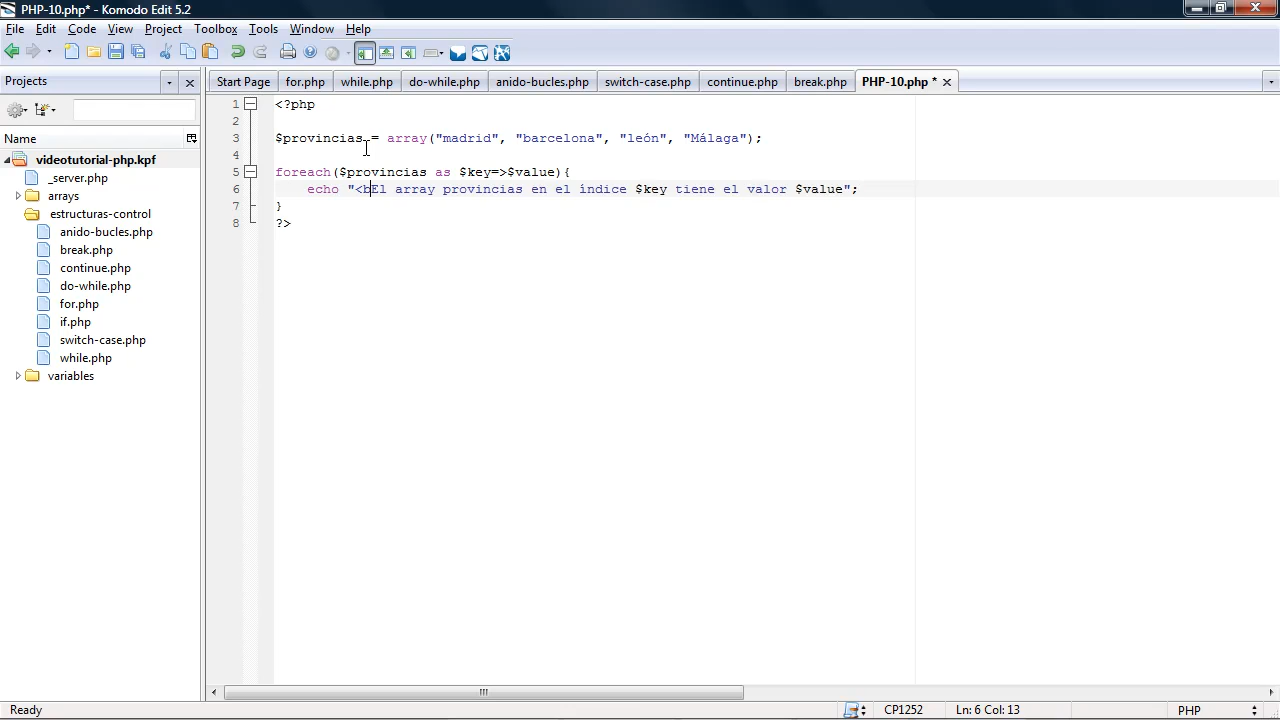 PHP-10.php* - Komodo Edit 5.2
File Edit Code View Project Toolbox Tools Window Help
Projects
Start Page for.php while.php do-while.php anido-bucles.php switch-case.php continue.php break.php PHP-10.php *
Name
videotutorial-php.kpf
_server.php
arrays
estructuras-control
anido-bucles.php
break.php
continue.php
do-while.php
for.php
if.php
switch-case.php
while.php
variables
1 <?php
2
3 $provincias = array("madrid", "barcelona", "león", "Málaga");
4
5 foreach($provincias as $key=>$value){
6 echo "<bEl array provincias en el índice $key tiene el valor $value";
7 }
8 ?>
Ready CP1252 Ln: 6 Col: 13 PHP